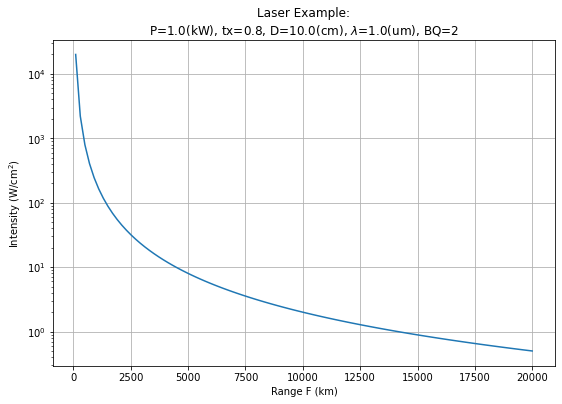 Laser Example:
P=1.0(kW), tx=0.8, D=10.0(cm), λ=1.0(um), BQ=2
Intensity (W/cm²)
10⁴
10³
10²
10¹
10⁰
0 2500 5000 7500 10000 12500 15000 17500 20000
Range F (km)